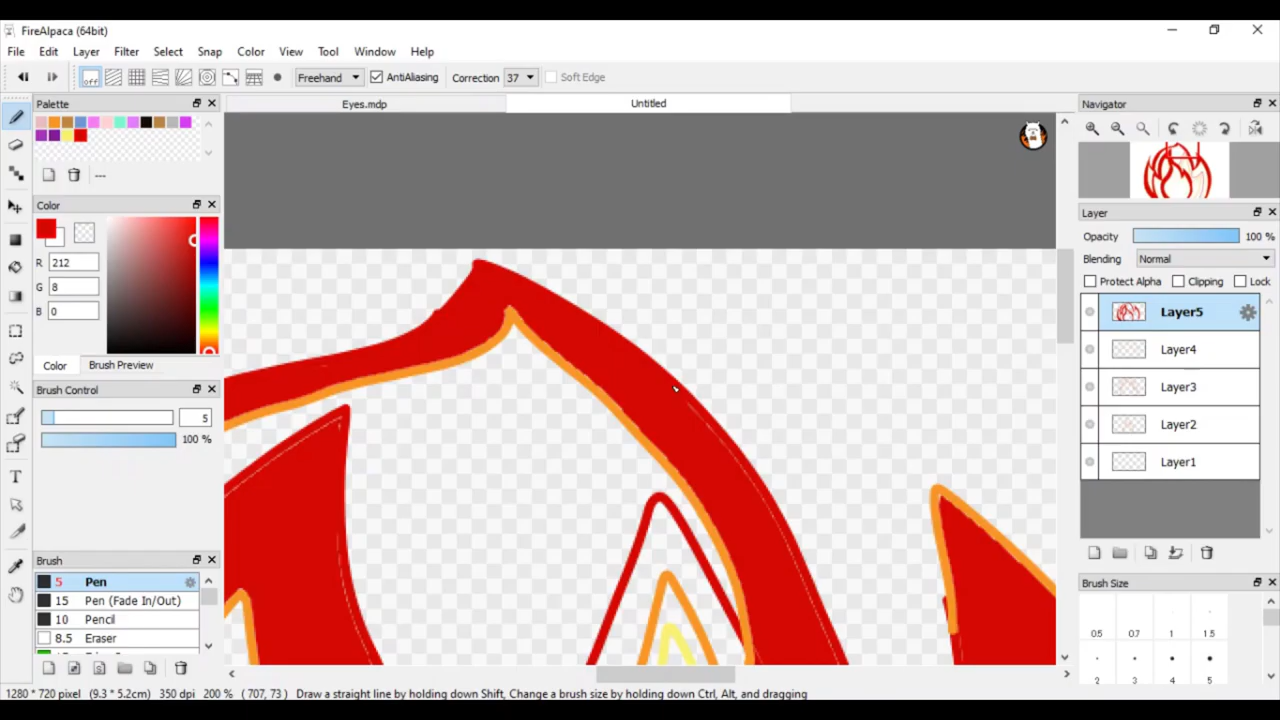 FireAlpaca (64bit)
File Edit Layer Filter Select Snap Color View Tool Window Help
off Freehand AntiAliasing Correction 37 Soft Edge
Palette
Eyes.mdp Untitled
Navigator
---
Color
R 212
G 8
B 0
Color Brush Preview
Brush Control
5
100 %
Brush
5 Pen
15 Pen (Fade In/Out)
10 Pencil
8.5 Eraser
Layer
Opacity 100 %
Blending Normal
Protect Alpha Clipping Lock
Layer5
Layer4
Layer3
Layer2
Layer1
Brush Size
0.5 0.7 1 1.5
2 3 4 5
1280 * 720 pixel (9.3 * 5.2cm) 350 dpi 200 % ( 707, 73 ) Draw a straight line by holding down Shift, Change a brush size by holding down Ctrl, Alt, and dragging